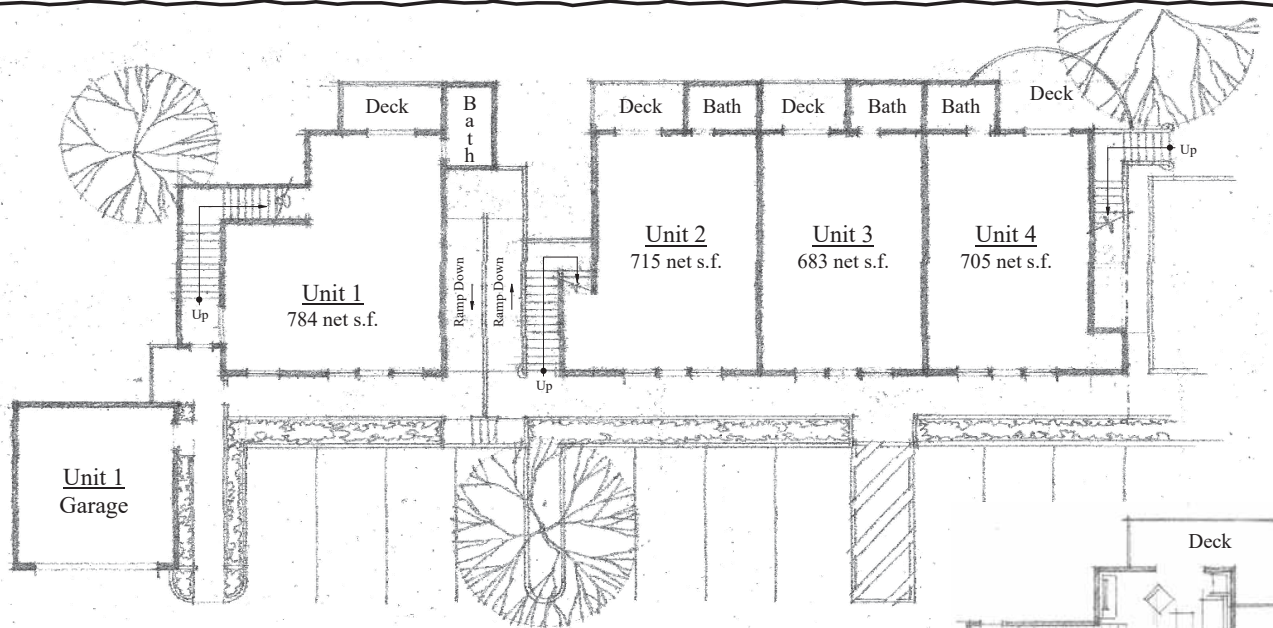 Deck
Bath
Deck
Bath
Deck
Bath
Bath
Deck
Up
Unit 1
784 net s.f.
Up
Ramp Down
Ramp Down
Up
Unit 2
715 net s.f.
Unit 3
683 net s.f.
Unit 4
705 net s.f.
Unit 1
Garage
Deck